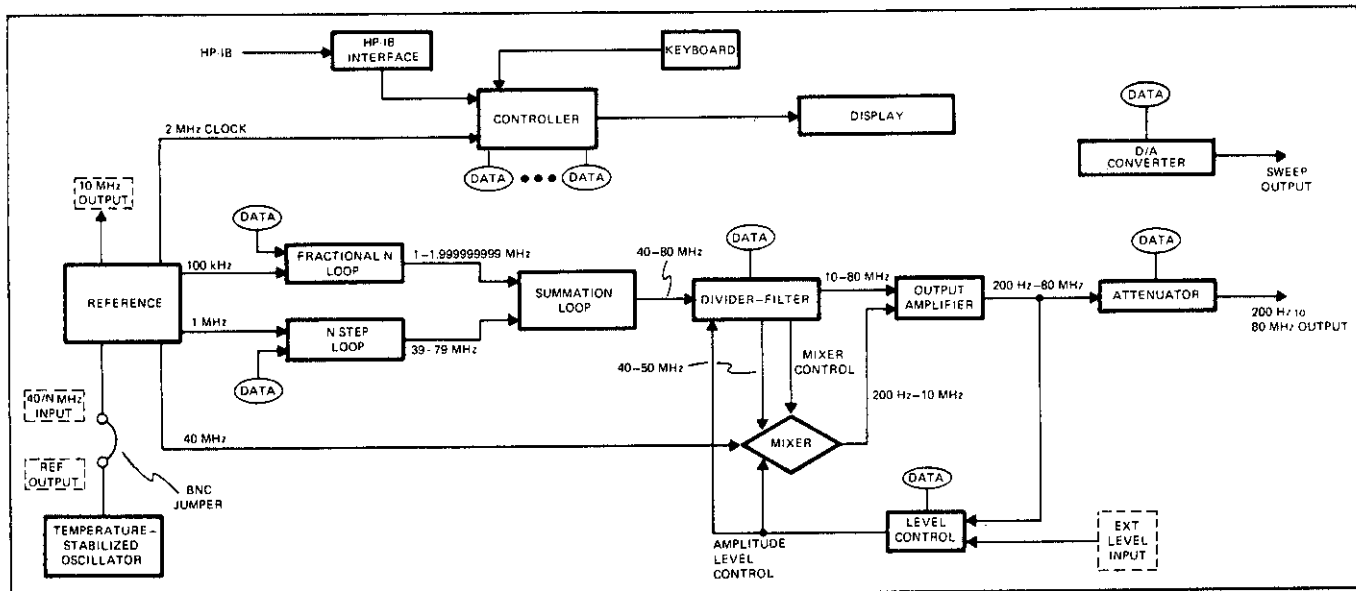 HP-IB
HP-IB
INTERFACE
KEYBOARD
2 MHz CLOCK
CONTROLLER
DISPLAY
DATA
D/A
CONVERTER
SWEEP
OUTPUT
DATA ••• DATA
10 MHz
OUTPUT
DATA
FRACTIONAL N
LOOP
1-1.999999999 MHz
100 kHz
REFERENCE
SUMMATION
LOOP
40-80 MHz
DATA
DIVIDER-FILTER
10-80 MHz
OUTPUT
AMPLIFIER
200 Hz-80 MHz
DATA
ATTENUATOR
200 Hz TO
80 MHz OUTPUT
1 MHz
N STEP
LOOP
39-79 MHz
DATA
40-50 MHz
MIXER
CONTROL
200 Hz-10 MHz
40/N MHz
INPUT
40 MHz
MIXER
REF
OUTPUT
BNC
JUMPER
TEMPERATURE-
STABILIZED
OSCILLATOR
DATA
LEVEL
CONTROL
EXT
LEVEL
INPUT
AMPLITUDE
LEVEL
CONTROL